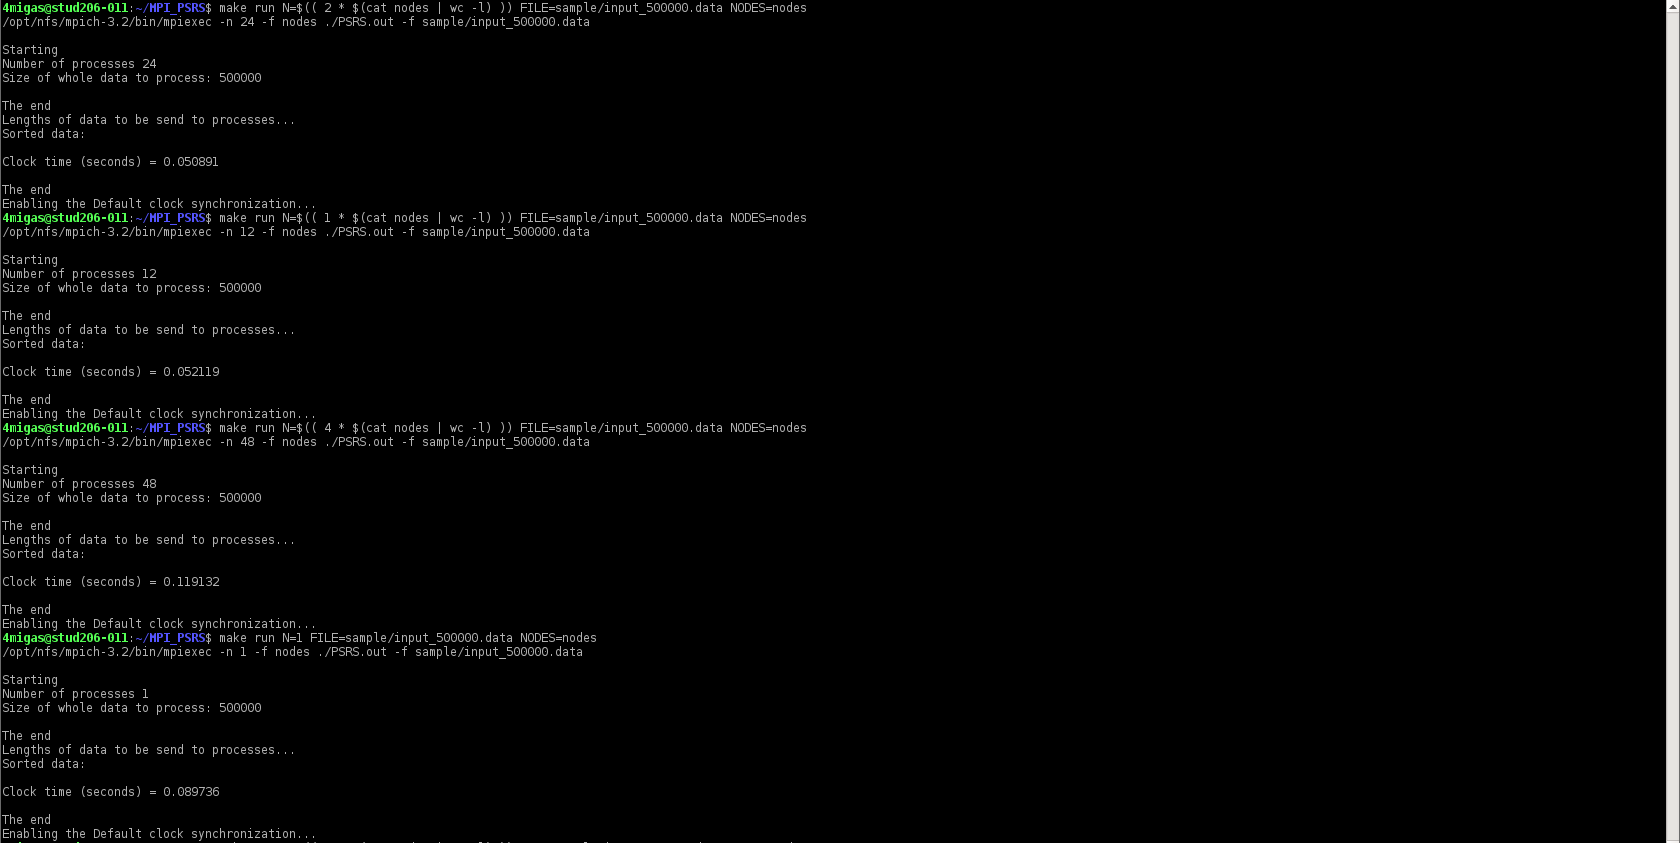 4migas@stud206-011:~/MPI_PSRS$ make run N=$(( 2 * $(cat nodes | wc -l) )) FILE=sample/input_500000.data NODES=nodes
/opt/nfs/mpich-3.2/bin/mpiexec -n 24 -f nodes ./PSRS.out -f sample/input_500000.data
Starting
Number of processes 24
Size of whole data to process: 500000
The end
Lengths of data to be send to processes...
Sorted data:
Clock time (seconds) = 0.050891
The end
Enabling the Default clock synchronization...
4migas@stud206-011:~/MPI_PSRS$ make run N=$(( 1 * $(cat nodes | wc -l) )) FILE=sample/input_500000.data NODES=nodes
/opt/nfs/mpich-3.2/bin/mpiexec -n 12 -f nodes ./PSRS.out -f sample/input_500000.data
Starting
Number of processes 12
Size of whole data to process: 500000
The end
Lengths of data to be send to processes...
Sorted data:
Clock time (seconds) = 0.052119
The end
Enabling the Default clock synchronization...
4migas@stud206-011:~/MPI_PSRS$ make run N=$(( 4 * $(cat nodes | wc -l) )) FILE=sample/input_500000.data NODES=nodes
/opt/nfs/mpich-3.2/bin/mpiexec -n 48 -f nodes ./PSRS.out -f sample/input_500000.data
Starting
Number of processes 48
Size of whole data to process: 500000
The end
Lengths of data to be send to processes...
Sorted data:
Clock time (seconds) = 0.119132
The end
Enabling the Default clock synchronization...
4migas@stud206-011:~/MPI_PSRS$ make run N=1 FILE=sample/input_500000.data NODES=nodes
/opt/nfs/mpich-3.2/bin/mpiexec -n 1 -f nodes ./PSRS.out -f sample/input_500000.data
Starting
Number of processes 1
Size of whole data to process: 500000
The end
Lengths of data to be send to processes...
Sorted data:
Clock time (seconds) = 0.089736
The end
Enabling the Default clock synchronization...